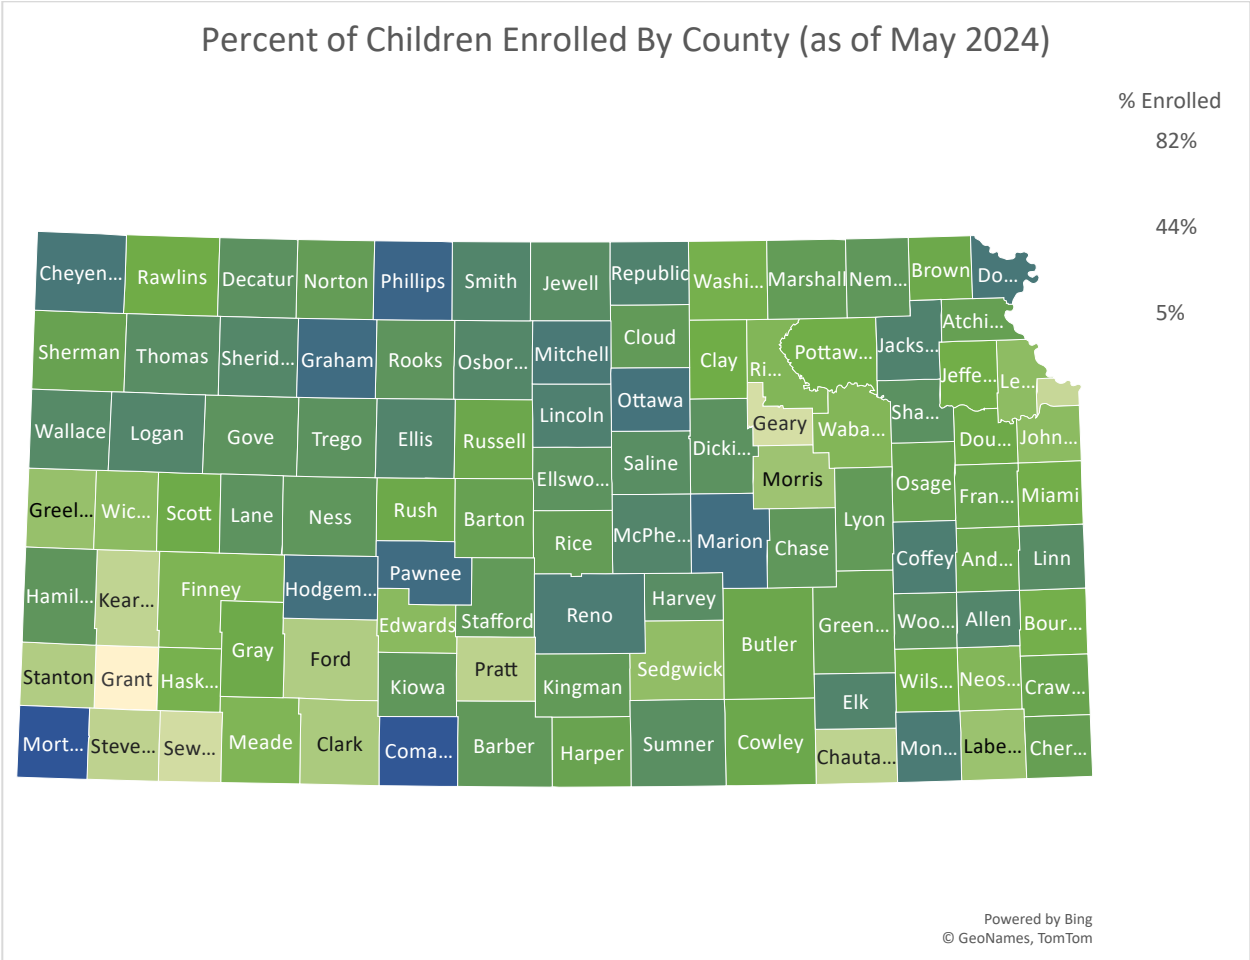 Percent of Children Enrolled By County (as of May 2024)
% Enrolled
82%
44%
5%
Cheyen... Rawlins Decatur Norton Phillips Smith Jewell Republic Washi... Marshall Nem... Brown Do...
Sherman Thomas Sherid... Graham Rooks Osbor... Mitchell Cloud Clay Ri... Pottaw... Jacks... Atchi... Jeffe... Le...
Wallace Logan Gove Trego Ellis Russell Lincoln Ottawa Dicki... Geary Waba... Sha... Dou... John...
Greel... Wic... Scott Lane Ness Rush Barton Ellswo... Saline Morris Lyon Osage Fran... Miami
Hamil... Kear... Finney Hodgem... Pawnee Rice McPhe... Marion Chase Coffey And... Linn
Gray Edwards Stafford Reno Harvey Butler Green... Woo... Allen Bour...
Stanton Grant Hask... Ford Kiowa Pratt Kingman Sedgwick Elk Wils... Neos... Craw...
Mort... Steve... Sew... Meade Clark Coma... Barber Harper Sumner Cowley Chauta... Mon... Labe... Cher...
Powered by Bing
© GeoNames, TomTom